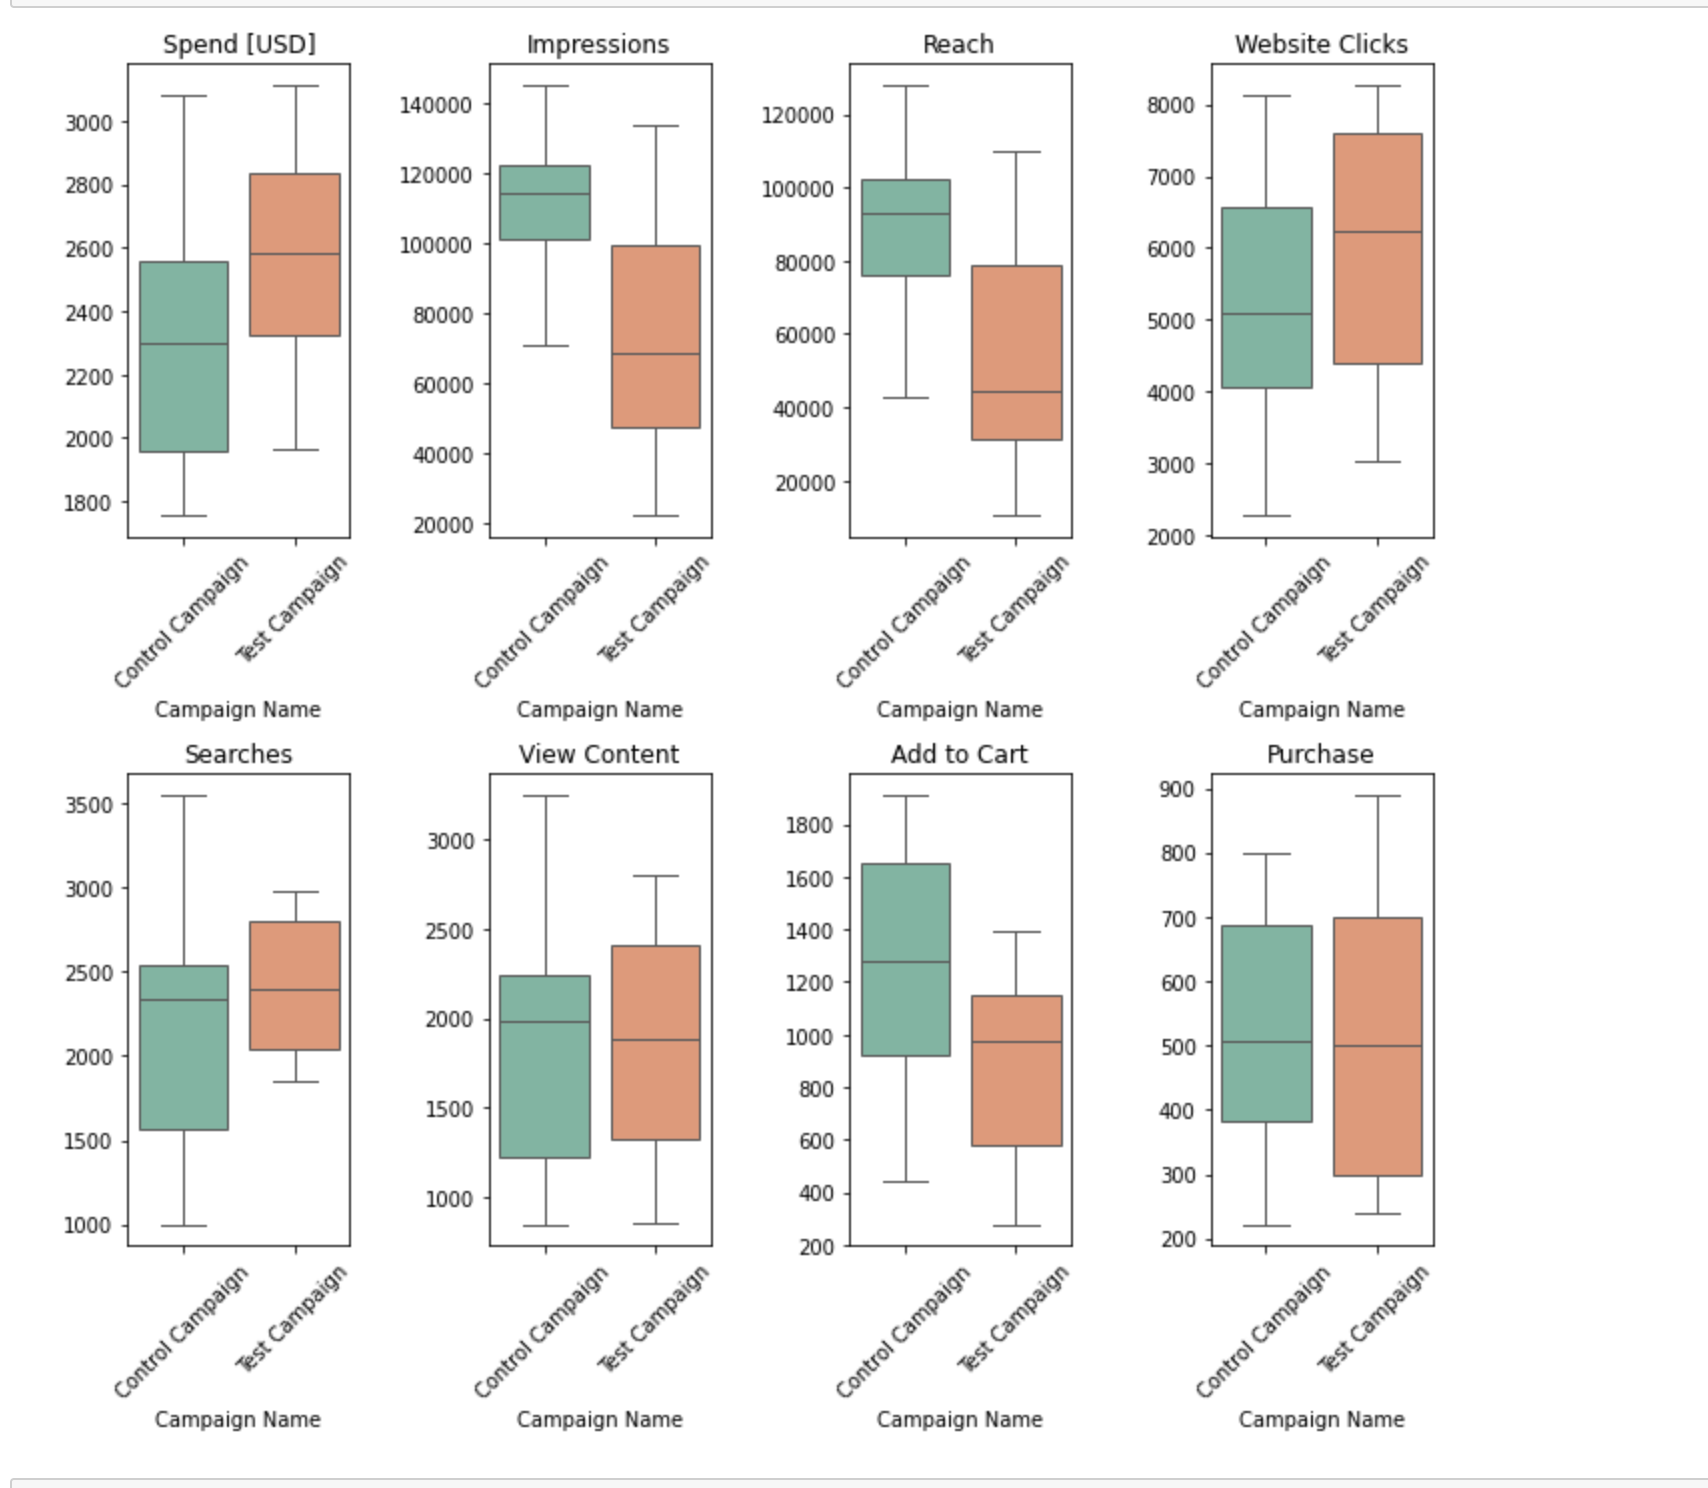 Spend [USD]
Impressions
Reach
Website Clicks
3000
2800
2600
2400
2200
2000
1800
140000
120000
100000
80000
60000
40000
20000
120000
100000
80000
60000
40000
20000
8000
7000
6000
5000
4000
3000
2000
Control Campaign
Test Campaign
Control Campaign
Test Campaign
Control Campaign
Test Campaign
Control Campaign
Test Campaign
Campaign Name
Campaign Name
Campaign Name
Campaign Name
Searches
View Content
Add to Cart
Purchase
3500
3000
2500
2000
1500
1000
3000
2500
2000
1500
1000
1800
1600
1400
1200
1000
800
600
400
200
900
800
700
600
500
400
300
200
Control Campaign
Test Campaign
Control Campaign
Test Campaign
Control Campaign
Test Campaign
Control Campaign
Test Campaign
Campaign Name
Campaign Name
Campaign Name
Campaign Name